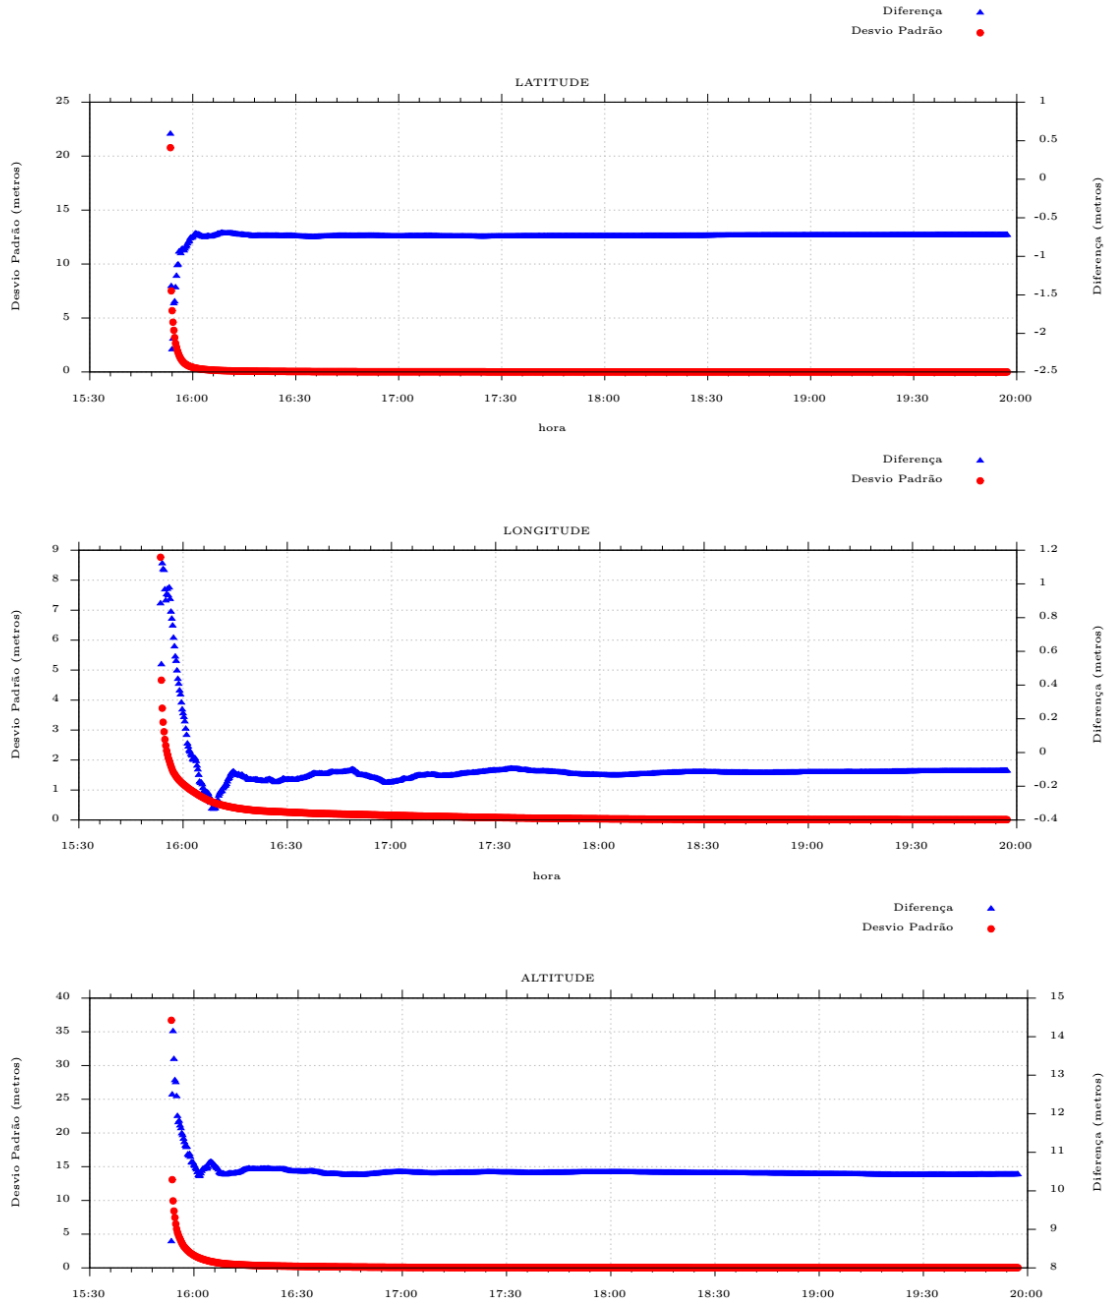 Diferença
Desvio Padrão
LATITUDE
25
20
15
10
5
0
1
0.5
0
-0.5
-1
-1.5
-2
-2.5
Desvio Padrão (metros)
Diferença (metros)
15:30 16:00 16:30 17:00 17:30 18:00 18:30 19:00 19:30 20:00
hora
Diferença
Desvio Padrão
LONGITUDE
9
8
7
6
5
4
3
2
1
0
1.2
1
0.8
0.6
0.4
0.2
0
-0.2
-0.4
Desvio Padrão (metros)
Diferença (metros)
15:30 16:00 16:30 17:00 17:30 18:00 18:30 19:00 19:30 20:00
hora
Diferença
Desvio Padrão
ALTITUDE
40
35
30
25
20
15
10
5
0
15
14
13
12
11
10
9
8
Desvio Padrão (metros)
Diferença (metros)
15:30 16:00 16:30 17:00 17:30 18:00 18:30 19:00 19:30 20:00